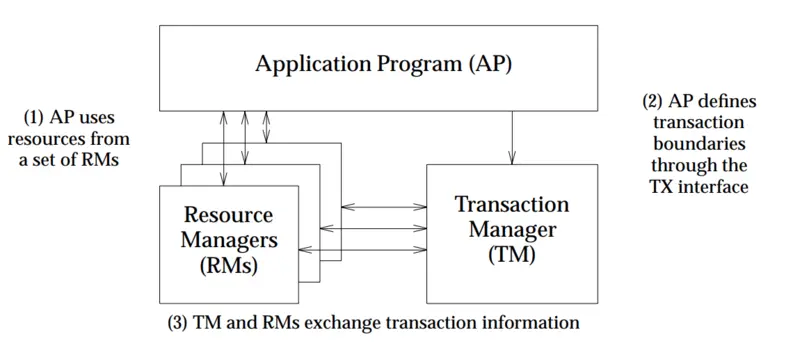 Application Program (AP)
(1) AP uses
resources from
a set of RMs
(2) AP defines
transaction
boundaries
through the
TX interface
Resource
Managers
(RMs)
Transaction
Manager
(TM)
(3) TM and RMs exchange transaction information